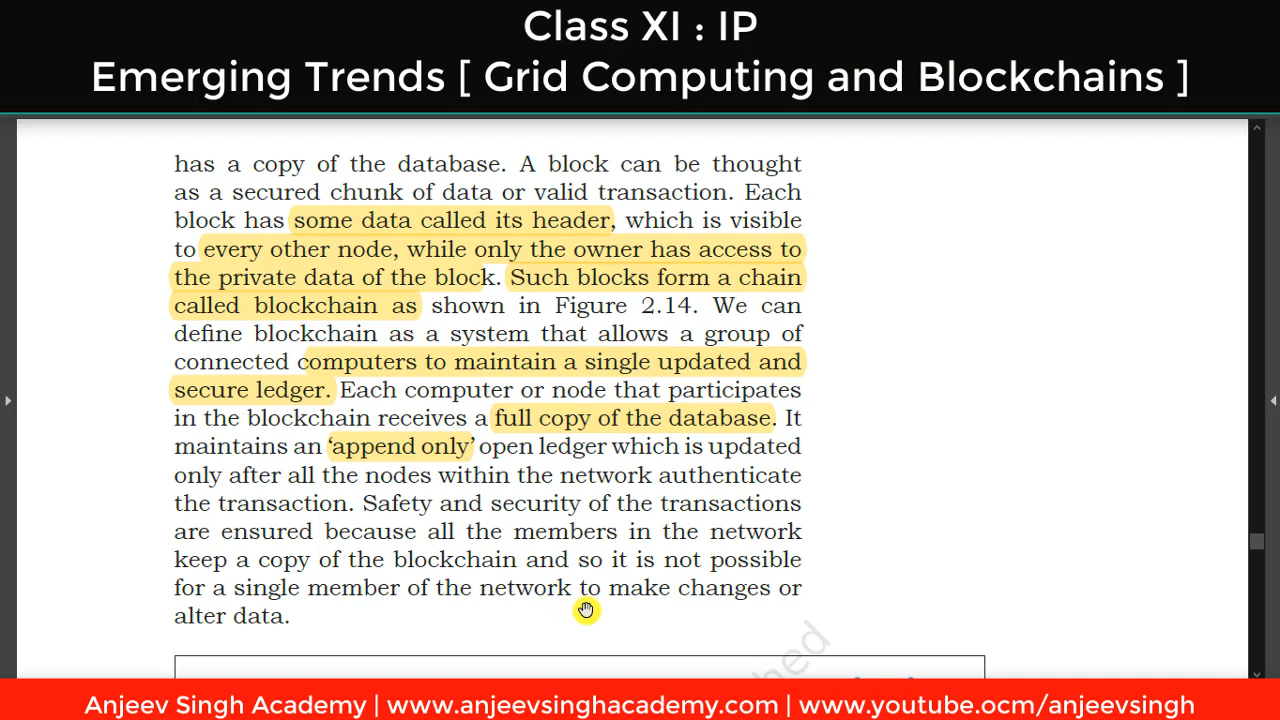 Class XI : IP
Emerging Trends [ Grid Computing and Blockchains ]
has a copy of the database. A block can be thought
as a secured chunk of data or valid transaction. Each
block has some data called its header, which is visible
to every other node, while only the owner has access to
the private data of the block. Such blocks form a chain
called blockchain as shown in Figure 2.14. We can
define blockchain as a system that allows a group of
connected computers to maintain a single updated and
secure ledger. Each computer or node that participates
in the blockchain receives a full copy of the database. It
maintains an ‘append only’ open ledger which is updated
only after all the nodes within the network authenticate
the transaction. Safety and security of the transactions
are ensured because all the members in the network
keep a copy of the blockchain and so it is not possible
for a single member of the network to make changes or
alter data.
Anjeev Singh Academy | www.anjeevsinghacademy.com | www.youtube.ocm/anjeevsingh